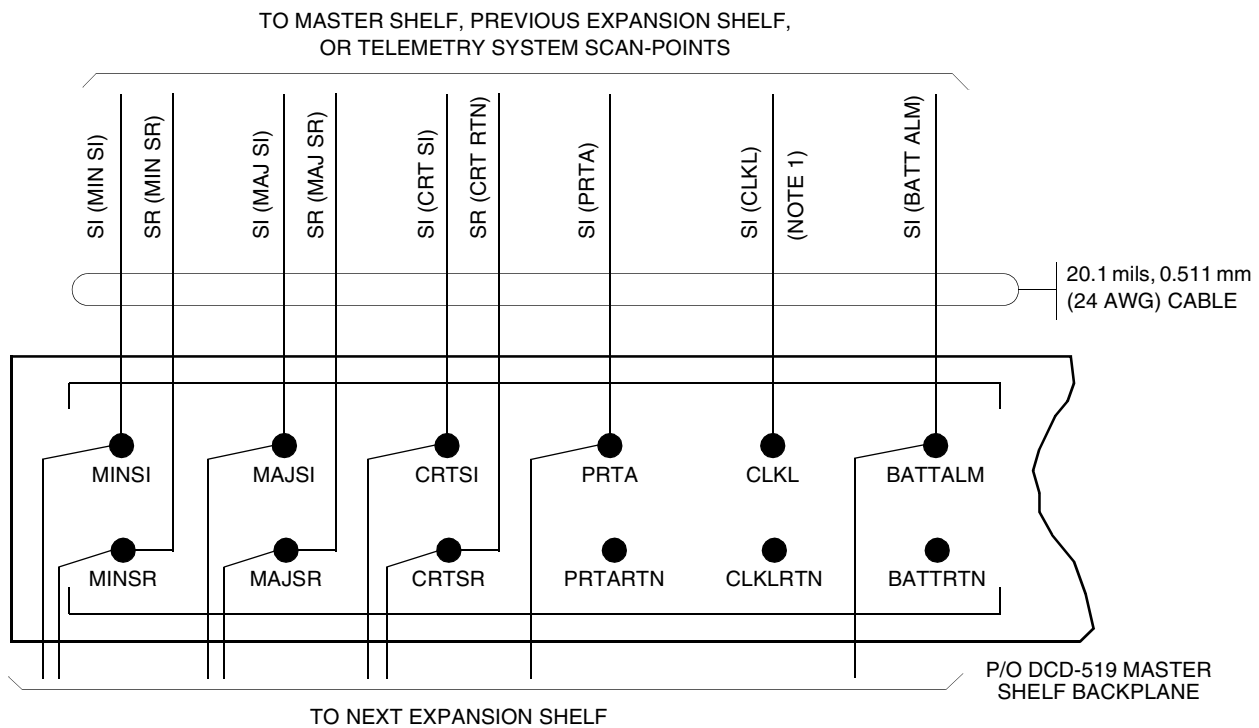 TO MASTER SHELF, PREVIOUS EXPANSION SHELF,
OR TELEMETRY SYSTEM SCAN-POINTS
SI (MIN SI)
SR (MIN SR)
SI (MAJ SI)
SR (MAJ SR)
SI (CRT SI)
SR (CRT RTN)
SI (PRTA)
SI (CLKL)
(NOTE 1)
SI (BATT ALM)
20.1 mils, 0.511 mm
(24 AWG) CABLE
MINSI
MAJSI
CRTSI
PRTA
CLKL
BATTALM
MINSR
MAJSR
CRTSR
PRTARTN
CLKLRTN
BATTRTN
P/O DCD-519 MASTER
SHELF BACKPLANE
TO NEXT EXPANSION SHELF